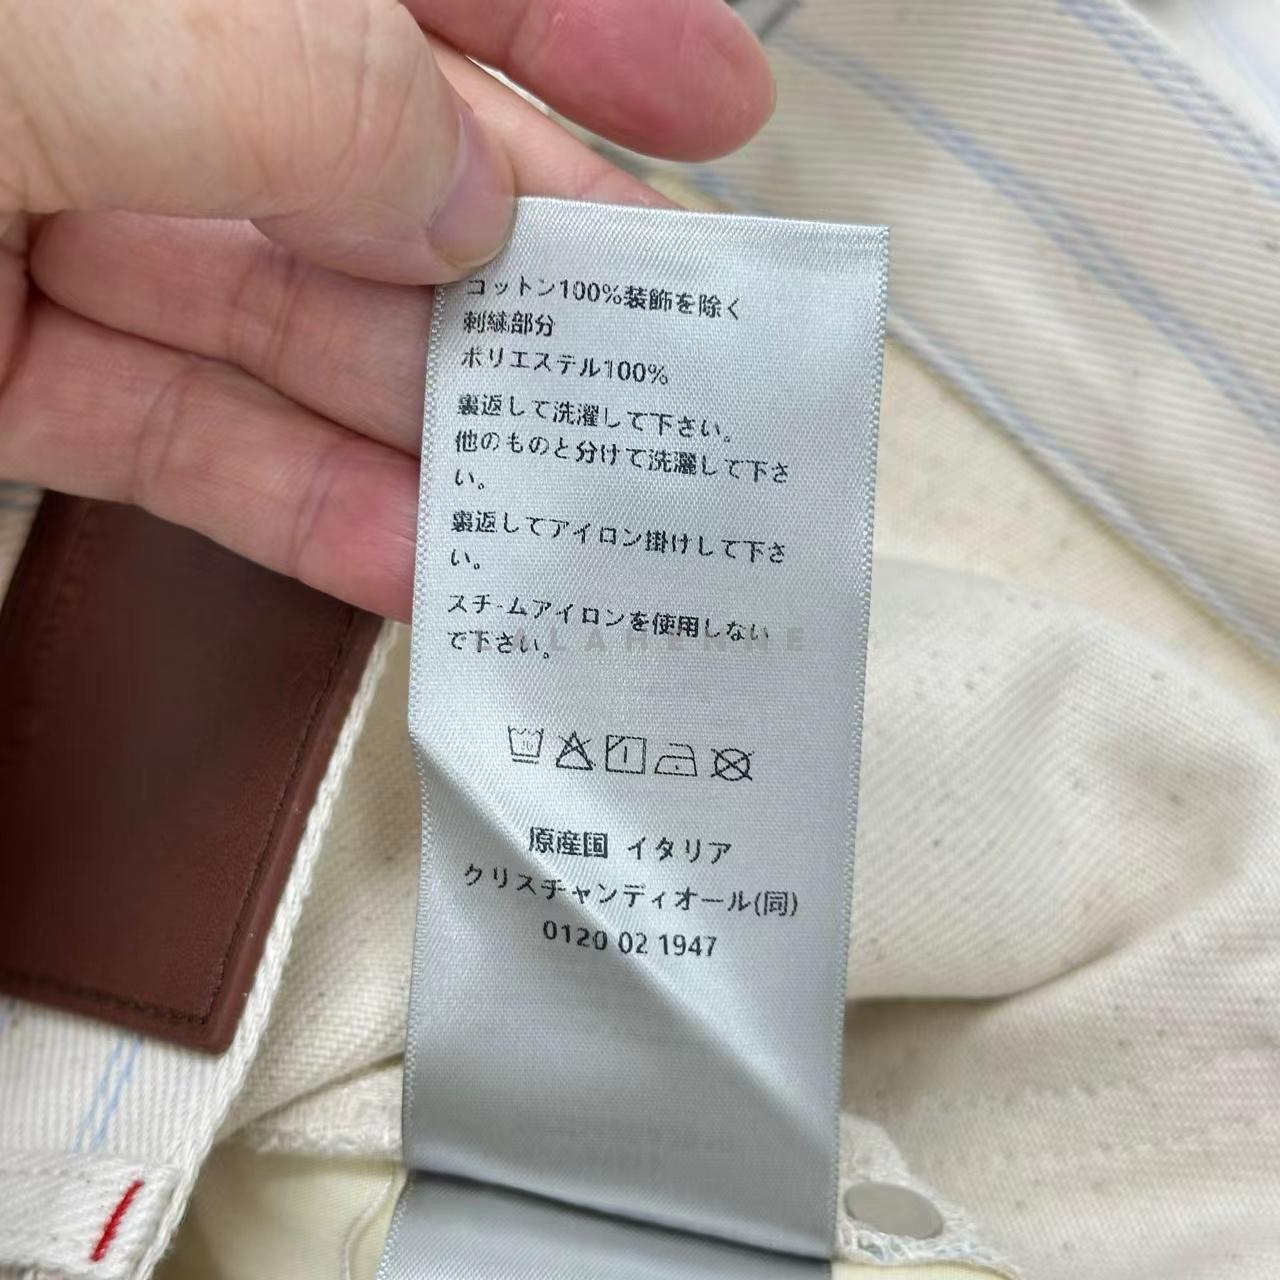 コットン100%装飾を除く
刺繍部分
ポリエステル100%
裏返して洗濯して下さい。
他のものと分けて洗濯して下さ
い。
裏返してアイロン掛けして下さ
い。
スチームアイロンを使用しない
で下さい。
原産国 イタリア
クリスチャンディオール(同)
0120 02 1947